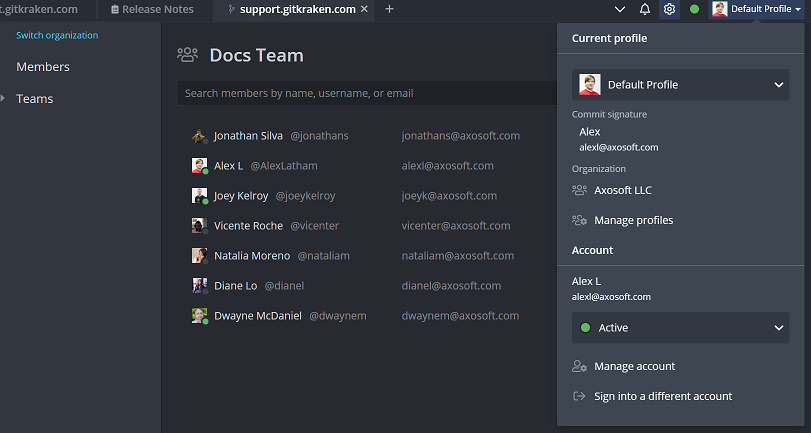 t.gitkraken.com
Release Notes
support.gitkraken.com
Default Profile
Switch organization
Members
Teams
Docs Team
Search members by name, username, or email
Jonathan Silva @jonathans jonathans@axosoft.com
Alex L @AlexLatham alexl@axosoft.com
Joey Kelroy @joeykelroy joeyk@axosoft.com
Vicente Roche @vicenter vicenter@axosoft.com
Natalia Moreno @nataliam nataliam@axosoft.com
Diane Lo @dianel dianel@axosoft.com
Dwayne McDaniel @dwaynem dwaynem@axosoft.com
Current profile
Default Profile
Commit signature
Alex
alexl@axosoft.com
Organization
Axosoft LLC
Manage profiles
Account
Alex L
alexl@axosoft.com
Active
Manage account
Sign into a different account